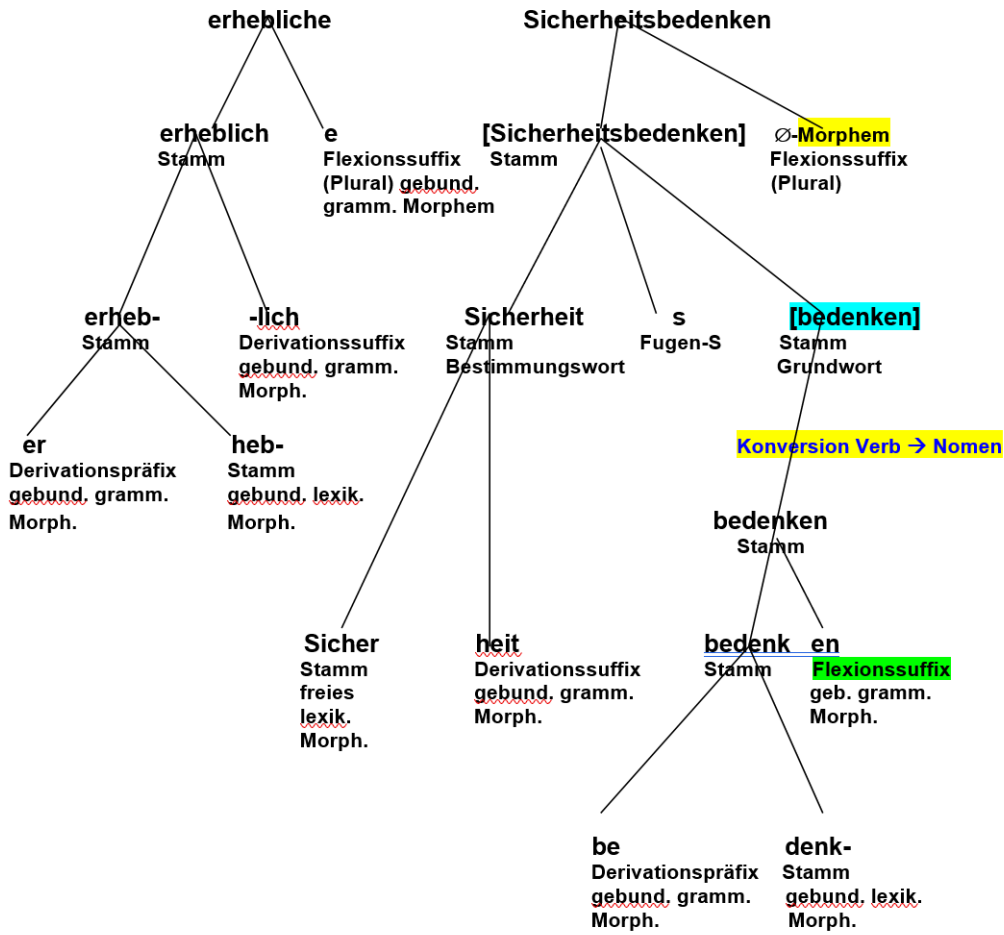 erhebliche
Sicherheitsbedenken
erheblich
Stamm
e
Flexionssuffix
(Plural) gebund.
gramm. Morphem
[Sicherheitsbedenken]
Stamm
∅-Morphem
Flexionssuffix
(Plural)
erheb-
Stamm
-lich
Derivationssuffix
gebund. gramm.
Morph.
Sicherheit
Stamm
Bestimmungswort
s
Fugen-S
[bedenken]
Stamm
Grundwort
er
Derivationspräfix
gebund. gramm.
Morph.
heb-
Stamm
gebund. lexik.
Morph.
Konversion Verb → Nomen
bedenken
Stamm
Sicher
Stamm
freies
lexik.
Morph.
heit
Derivationssuffix
gebund. gramm.
Morph.
bedenk
Stamm
en
Flexionssuffix
geb. gramm.
Morph.
be
Derivationspräfix
gebund. gramm.
Morph.
denk-
Stamm
gebund. lexik.
Morph.